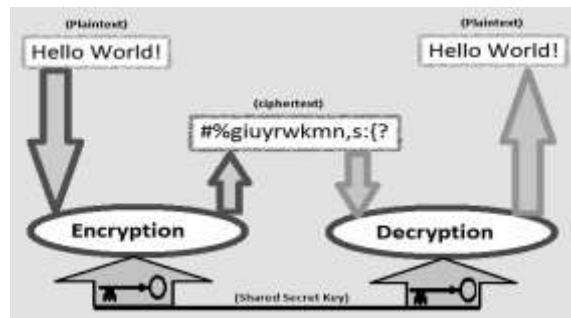 (Plaintext)
Hello World!
(Plaintext)
Hello World!
(ciphertext)
#%giuyrwkmn,s:{?
Encryption
Decryption
(Shared Secret Key)